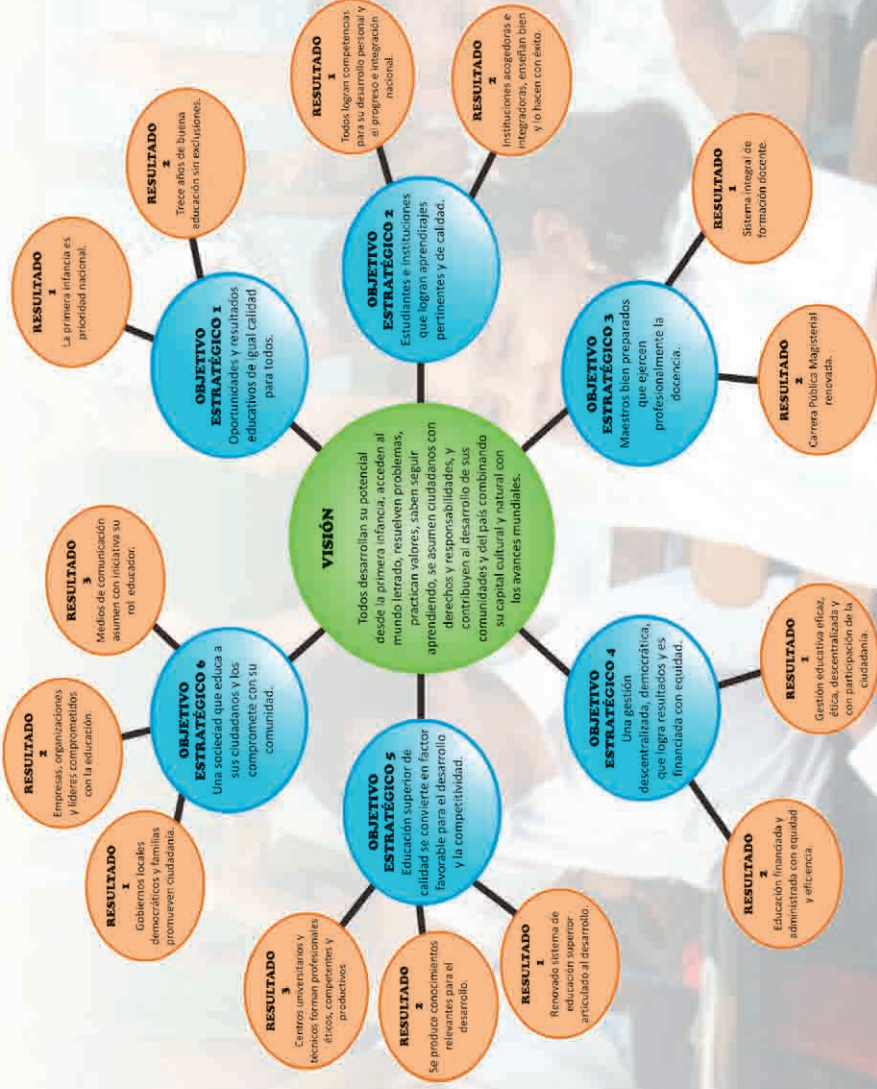 VISIÓN
Todos desarrollan su potencial
desde la primera infancia, acceden al
mundo letrado, resuelven problemas,
practican valores, saben seguir
aprendiendo, se asumen ciudadanos con
derechos y responsabilidades, y
contribuyen al desarrollo de sus
comunidades y del país combinando
su capital cultural y natural con
los avances mundiales.
OBJETIVO
ESTRATÉGICO 1
Oportunidades y resultados
educativos de igual calidad
para todos.
RESULTADO
1
La primera infancia es
prioridad nacional.
RESULTADO
2
Trece años de buena
educación sin exclusiones.
OBJETIVO
ESTRATÉGICO 2
Estudiantes e instituciones
que logran aprendizajes
pertinentes y de calidad.
RESULTADO
1
Todos logran competencias
para su desarrollo personal y
el progreso e integración
nacional.
RESULTADO
2
Instituciones acogedoras e
integradoras, enseñan bien
y lo hacen con éxito.
OBJETIVO
ESTRATÉGICO 3
Maestros bien preparados
que ejercen
profesionalmente la
docencia.
RESULTADO
1
Sistema integral de
formación docente.
RESULTADO
2
Carrera Pública Magisterial
renovada.
OBJETIVO
ESTRATÉGICO 4
Una gestión
descentralizada, democrática,
que logra resultados y es
financiada con equidad.
RESULTADO
1
Gestión educativa eficaz,
ética, descentralizada y
con participación de la
ciudadanía.
RESULTADO
2
Educación financiada y
administrada con equidad
y eficiencia.
OBJETIVO
ESTRATÉGICO 5
Educación superior de
calidad se convierte en factor
favorable para el desarrollo
y la competitividad.
RESULTADO
1
Renovado sistema de
educación superior
articulado al desarrollo.
RESULTADO
2
Se produce conocimientos
relevantes para el
desarrollo.
RESULTADO
3
Centros universitarios y
técnicos forman profesionales
éticos, competentes y
productivos
OBJETIVO
ESTRATÉGICO 6
Una sociedad que educa a
sus ciudadanos y los
compromete con su
comunidad.
RESULTADO
1
Gobiernos locales
democráticos y familias
promueven ciudadanía.
RESULTADO
2
Empresas, organizaciones
y líderes comprometidos
con la educación.
RESULTADO
3
Medios de comunicación
asumen con iniciativa su
rol educador.